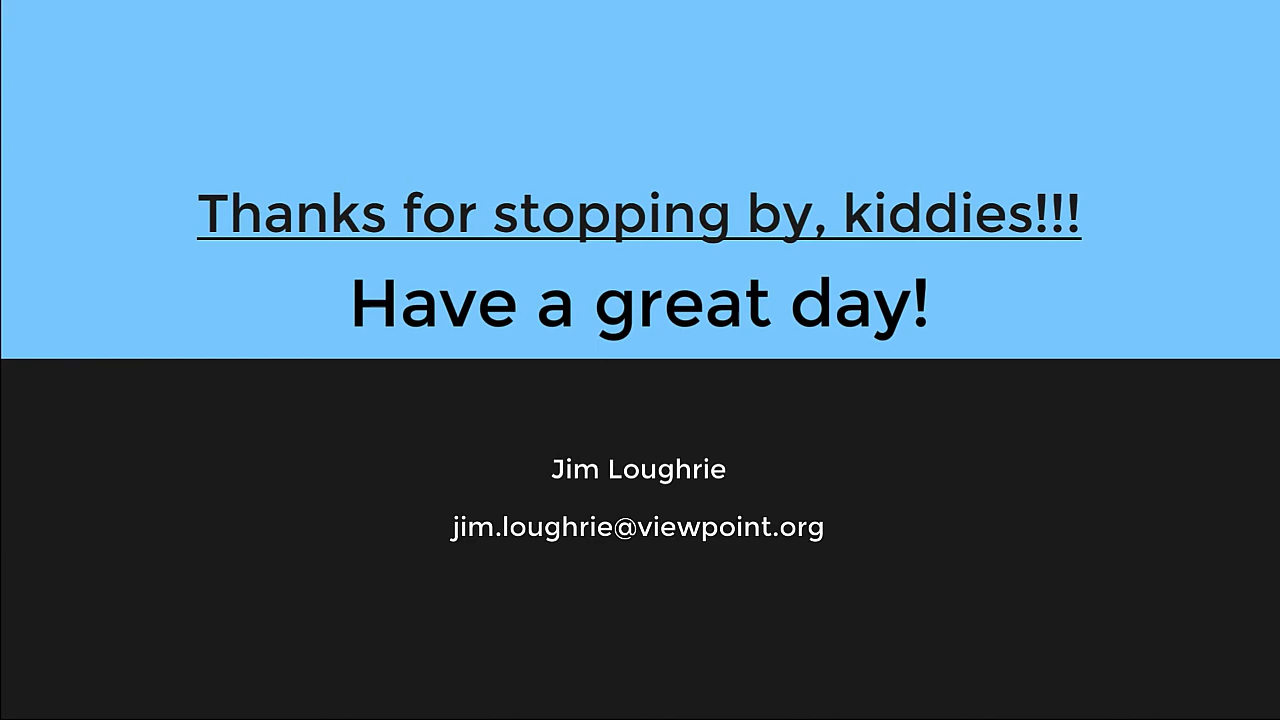 Thanks for stopping by, kiddies!!!
Have a great day!
Jim Loughrie
jim.loughrie@viewpoint.org